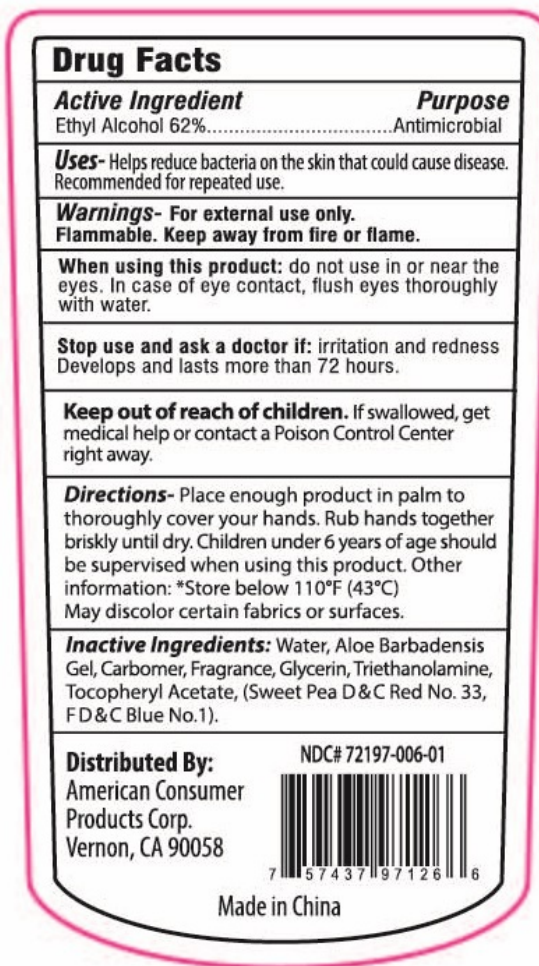 Drug Facts
Active Ingredient Purpose
Ethyl Alcohol 62%..................................Antimicrobial
Uses- Helps reduce bacteria on the skin that could cause disease.
Recommended for repeated use.
Warnings- For external use only.
Flammable. Keep away from fire or flame.
When using this product: do not use in or near the
eyes. In case of eye contact, flush eyes thoroughly
with water.
Stop use and ask a doctor if: irritation and redness
Develops and lasts more than 72 hours.
Keep out of reach of children. If swallowed, get
medical help or contact a Poison Control Center
right away.
Directions- Place enough product in palm to
thoroughly cover your hands. Rub hands together
briskly until dry. Children under 6 years of age should
be supervised when using this product. Other
information: *Store below 110°F (43°C)
May discolor certain fabrics or surfaces.
Inactive Ingredients: Water, Aloe Barbadensis
Gel, Carbomer, Fragrance, Glycerin, Triethanolamine,
Tocopheryl Acetate, (Sweet Pea D&C Red No. 33,
FD&C Blue No.1).
Distributed By:
American Consumer
Products Corp.
Vernon, CA 90058
NDC# 72197-006-01
7 57437 97126 6
Made in China